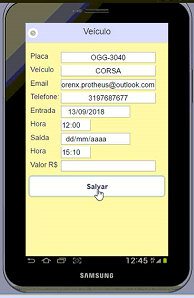 Veículo
Placa OGG-3040
Veículo CORSA
Email orenx.protheus@outlook.com
Telefone: 3197687677
Entrada 13/09/2018
Hora 12:00
Saída dd/mm/aaaa
Hora 15:10
Valor R$
Salvar
12:45
SAMSUNG